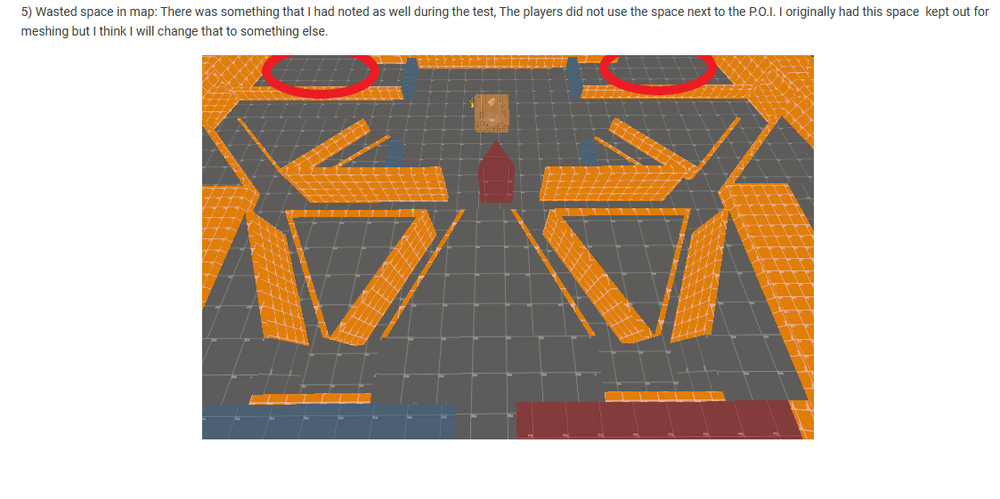 5) Wasted space in map: There was something that I had noted as well during the test, The players did not use the space next to the P.O.I. I originally had this space  kept out for
meshing but I think I will change that to something else.